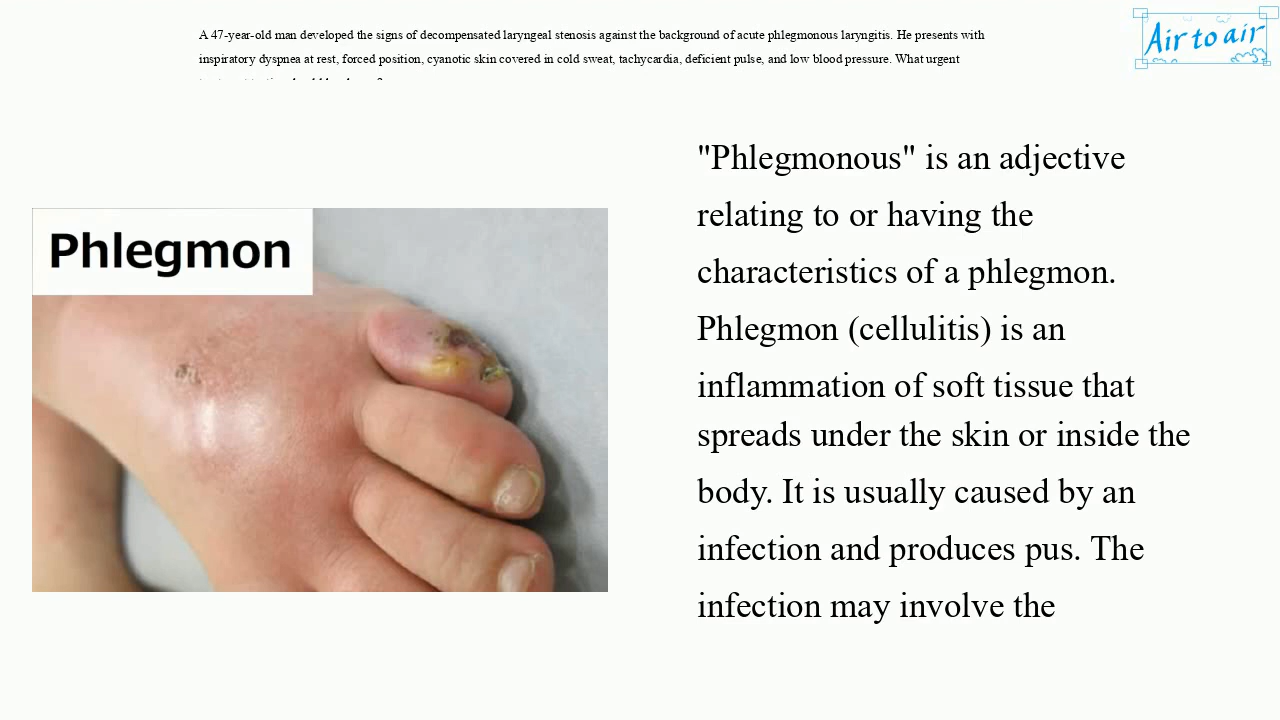 A 47-year-old man developed the signs of decompensated laryngeal stenosis against the background of acute phlegmonous laryngitis. He presents with
inspiratory dyspnea at rest, forced position, cyanotic skin covered in cold sweat, tachycardia, deficient pulse, and low blood pressure. What urgent
Air to air
Phlegmon
"Phlegmonous" is an adjective
relating to or having the
characteristics of a phlegmon.
Phlegmon (cellulitis) is an
inflammation of soft tissue that
spreads under the skin or inside the
body. It is usually caused by an
infection and produces pus. The
infection may involve the